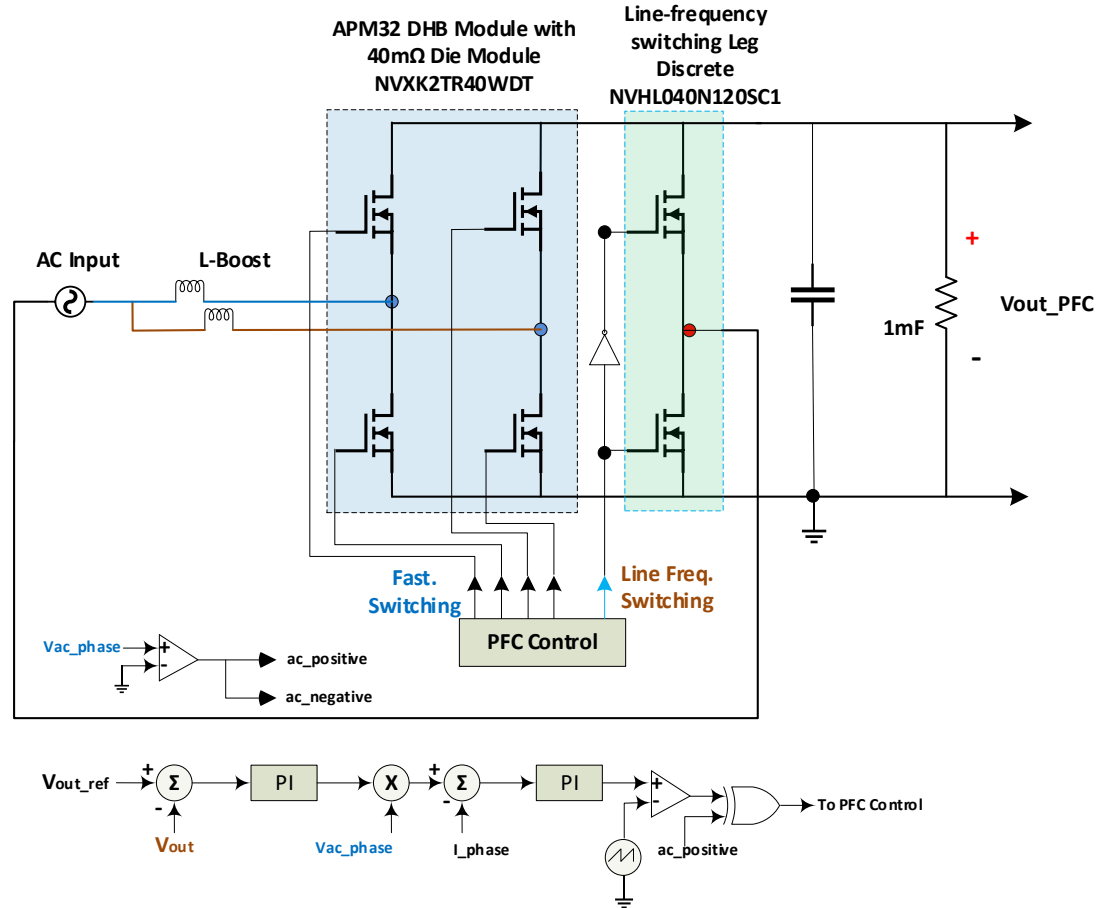 APM32 DHB Module with
40mΩ Die Module
NVXK2TR40WDT
Line-frequency
switching Leg
Discrete
NVHL040N120SC1
AC Input
L-Boost
+
1mF
Vout_PFC
-
Fast.
Switching
Line Freq.
Switching
PFC Control
Vac_phase
+
-
ac_positive
ac_negative
Vout_ref
+
Σ
-
Vout
PI
X
Vac_phase
+
Σ
-
I_phase
PI
+
-
ac_positive
To PFC Control